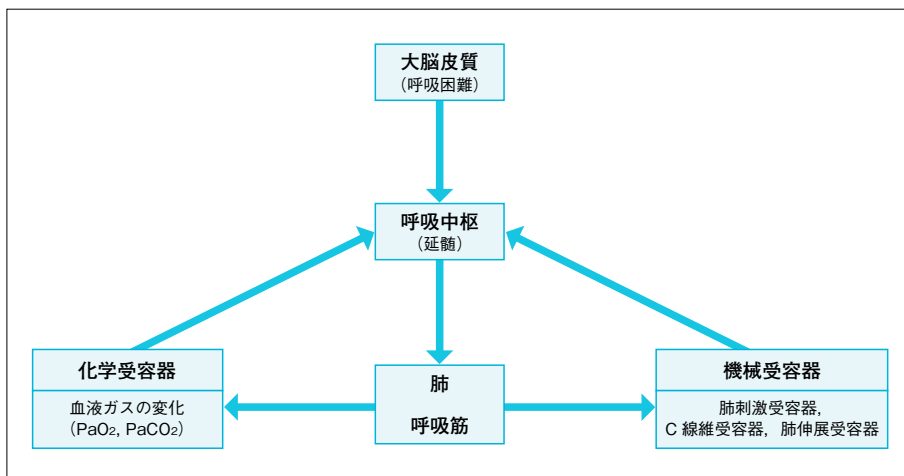 大脳皮質
（呼吸困難）
呼吸中枢
（延髄）
化学受容器
血液ガスの変化
（PaO₂, PaCO₂）
肺
呼吸筋
機械受容器
肺刺激受容器，
C 線維受容器，肺伸展受容器